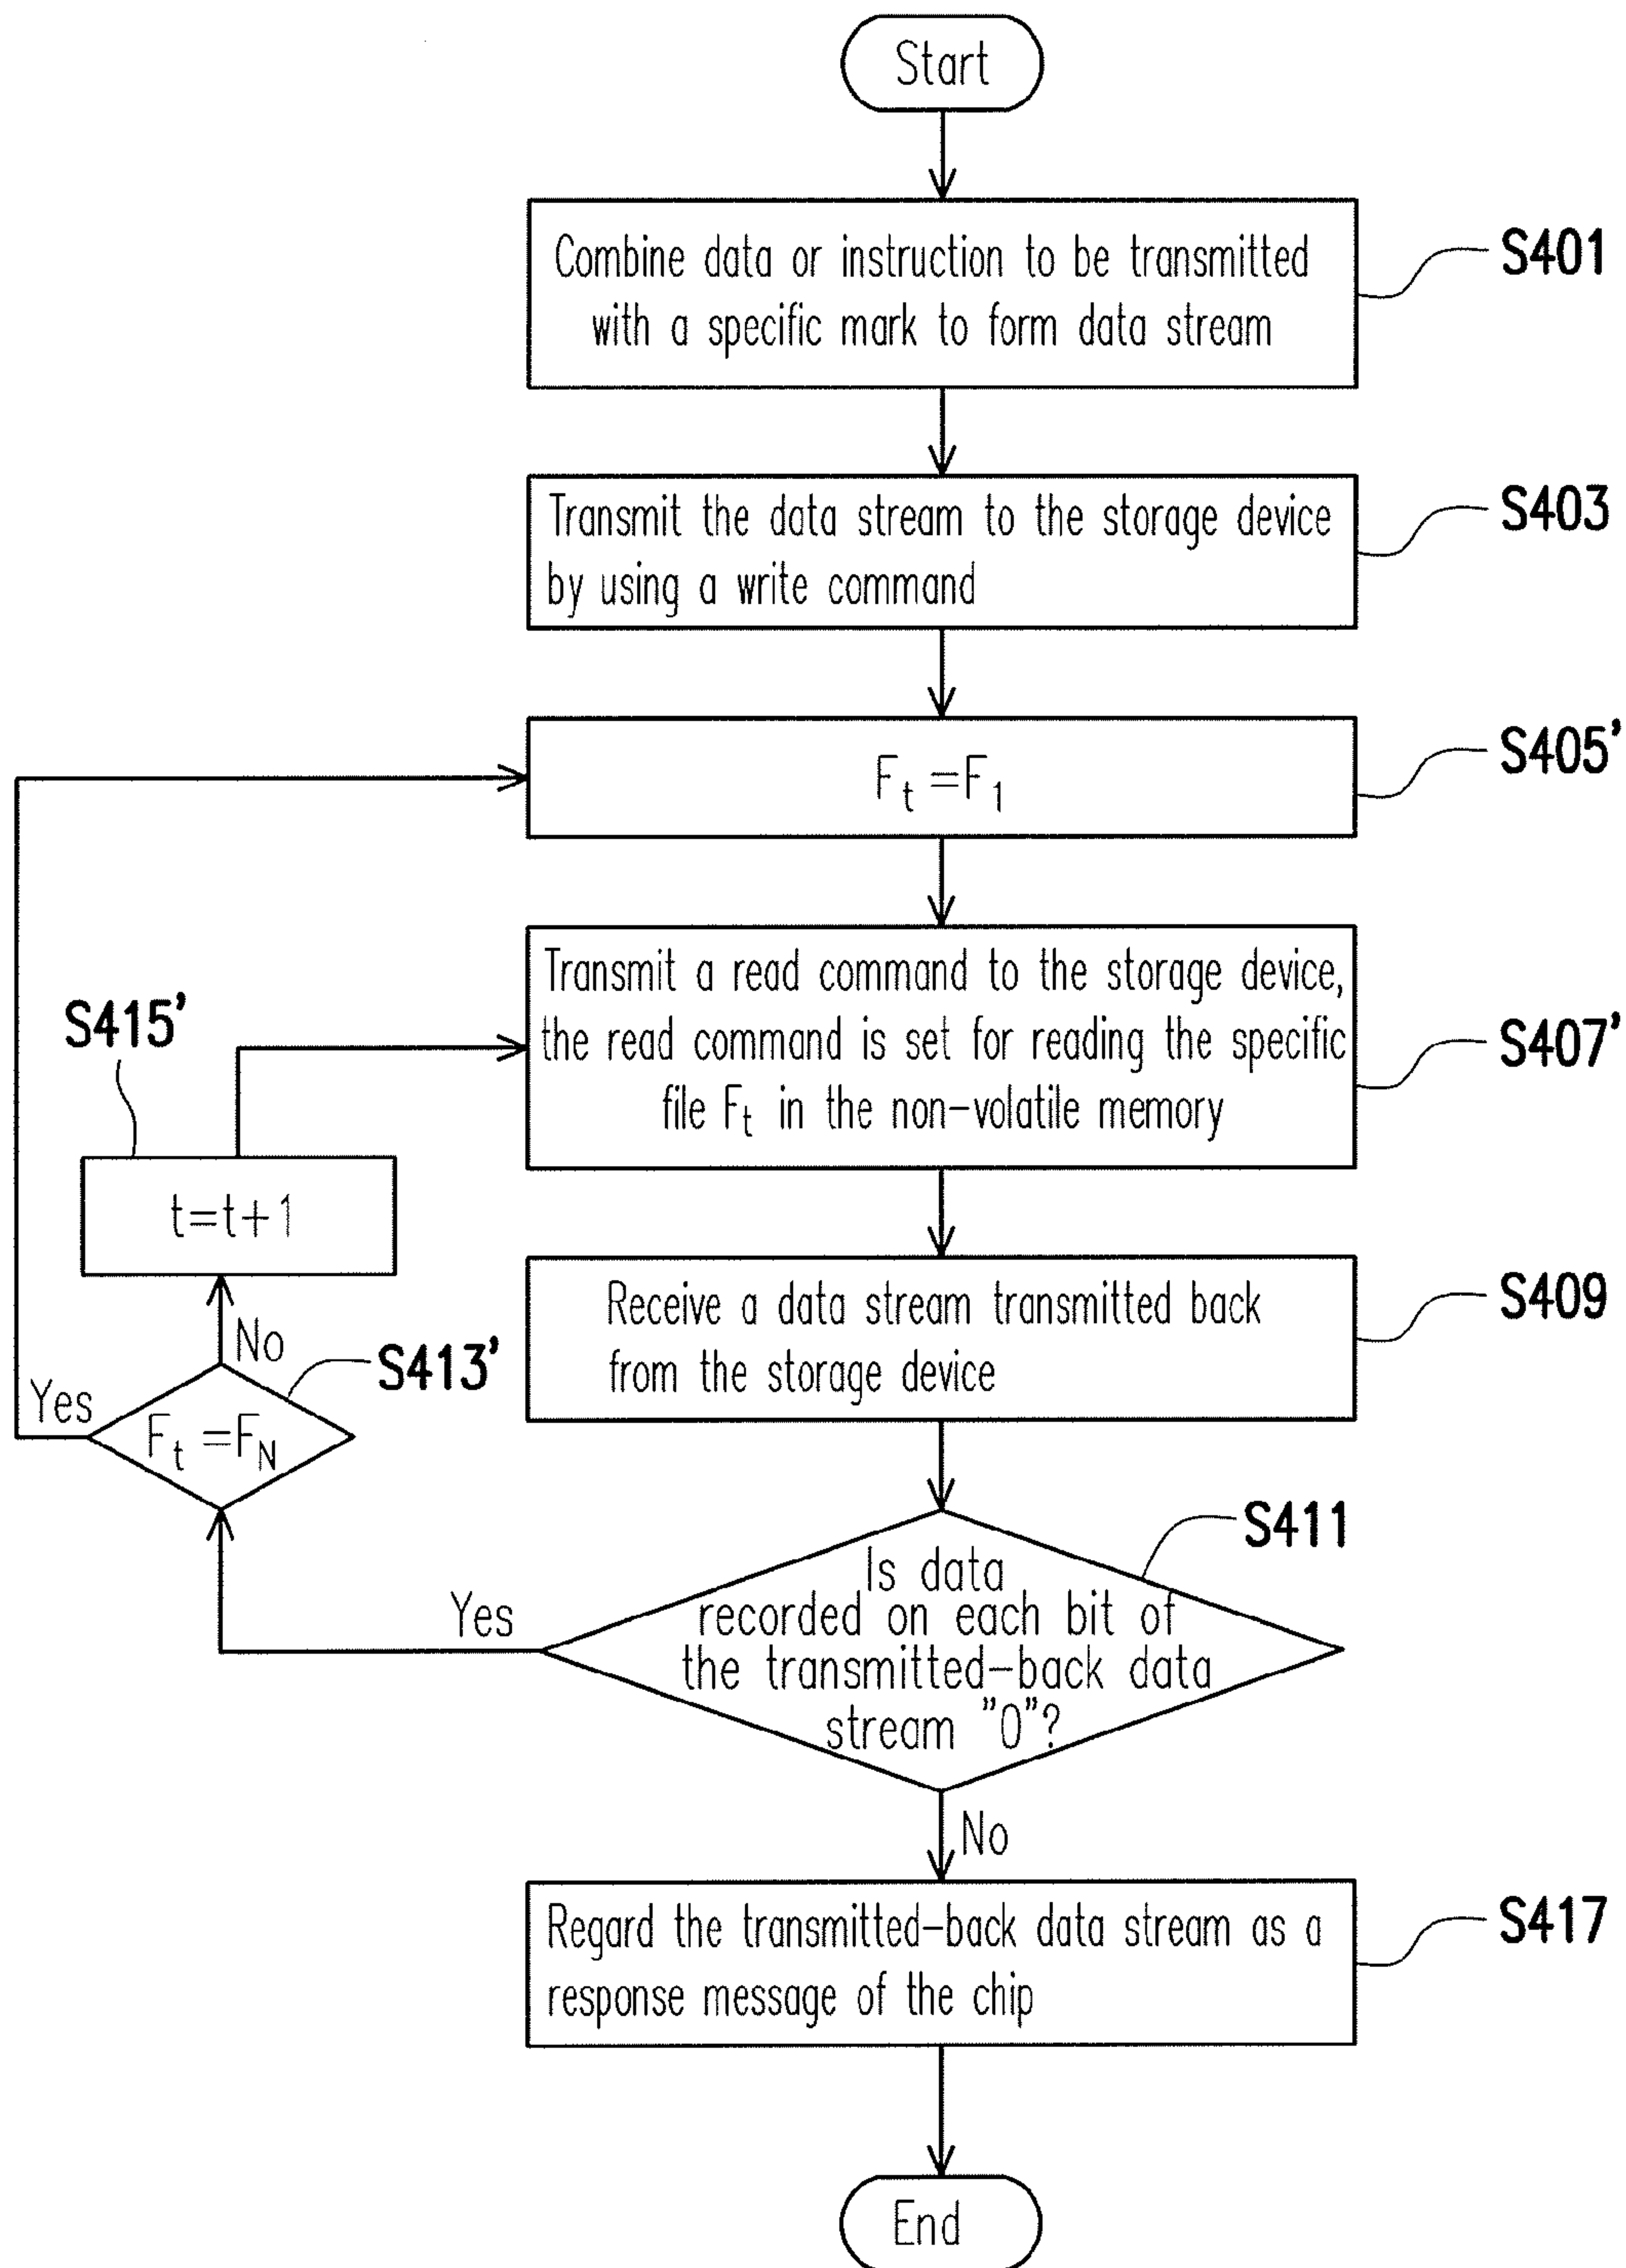 Start
Combine data or instruction to be transmitted
with a specific mark to form data stream
S401
Transmit the data stream to the storage device
by using a write command
S403
Fₜ=F₁
S405’
Transmit a read command to the storage device,
the read command is set for reading the specific
file Fₜ in the non-volatile memory
S407’
S415’
t=t+1
Receive a data stream transmitted back
from the storage device
S409
No
S413’
Yes
Fₜ=F_N
S411
Is data
recorded on each bit of
the transmitted-back data
stream "0"?
Yes
No
Regard the transmitted-back data stream as a
response message of the chip
S417
End